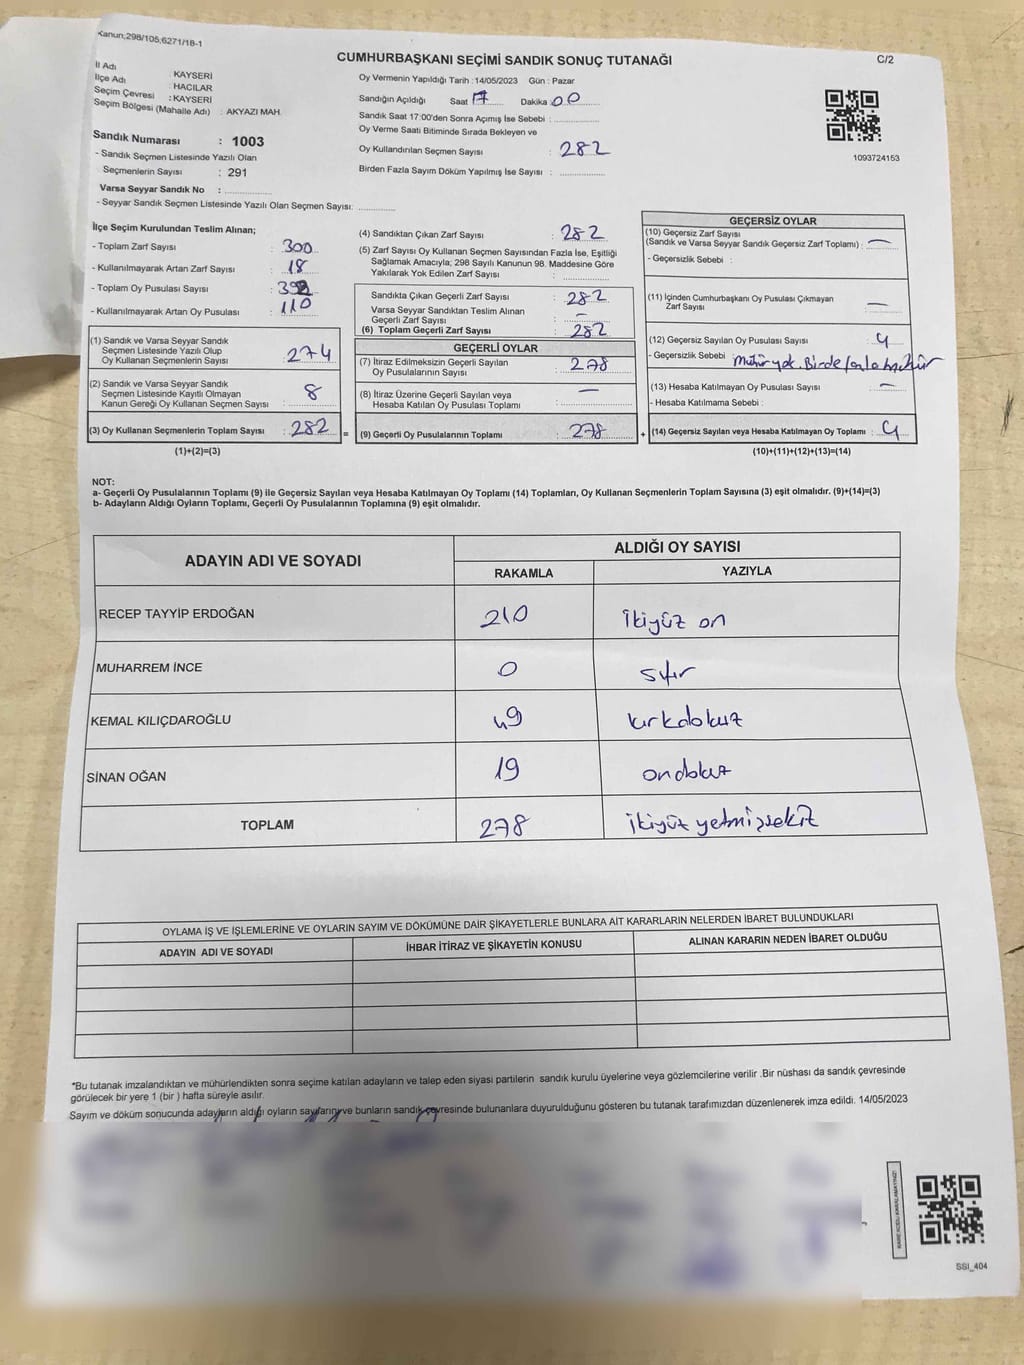 Kanun;298/105,6271/18-1
CUMHURBAŞKANI SEÇİMİ SANDIK SONUÇ TUTANAĞI
C/2
İl Adı : KAYSERİ
İlçe Adı : HACILAR
Seçim Çevresi : KAYSERİ
Seçim Bölgesi (Mahalle Adı) : AKYAZI MAH.
Sandık Numarası : 1003
- Sandık Seçmen Listesinde Yazılı Olan
Seçmenlerin Sayısı : 291
Varsa Seyyar Sandık No :
- Seyyar Sandık Seçmen Listesinde Yazılı Olan Seçmen Sayısı:
Oy Vermenin Yapıldığı Tarih : 14/05/2023 Gün : Pazar
Sandığın Açıldığı Saat 17 Dakika 00
Sandık Saat 17:00'den Sonra Açımış İse Sebebi :
Oy Verme Saati Bitiminde Sırada Bekleyen ve
Oy Kullandırılan Seçmen Sayısı : 282
Birden Fazla Sayım Döküm Yapılmış İse Sayısı :
1093724153
İlçe Seçim Kurulundan Teslim Alınan;
- Toplam Zarf Sayısı : 300
- Kullanılmayarak Artan Zarf Sayısı : 18
- Toplam Oy Pusulası Sayısı : 392
- Kullanılmayarak Artan Oy Pusulası : 110
(1) Sandık ve Varsa Seyyar Sandık
Seçmen Listesinde Yazılı Olup
Oy Kullanan Seçmenlerin Sayısı : 274
(2) Sandık ve Varsa Seyyar Sandık
Seçmen Listesinde Kayıtlı Olmayan
Kanun Gereği Oy Kullanan Seçmen Sayısı : 8
(3) Oy Kullanan Seçmenlerin Toplam Sayısı : 282 =
(1)+(2)=(3)
(4) Sandıktan Çıkan Zarf Sayısı : 282
(5) Zarf Sayısı Oy Kullanan Seçmen Sayısından Fazla İse, Eşitliği
Sağlamak Amacıyla; 298 Sayılı Kanunun 98. Maddesine Göre
Yakılarak Yok Edilen Zarf Sayısı :
Sandıkta Çıkan Geçerli Zarf Sayısı : 282
Varsa Seyyar Sandıktan Teslim Alınan
Geçerli Zarf Sayısı : –
(6) Toplam Geçerli Zarf Sayısı : 282
GEÇERLİ OYLAR
(7) İtiraz Edilmeksizin Geçerli Sayılan
Oy Pusulalarının Sayısı : 278
(8) İtiraz Üzerine Geçerli Sayılan veya
Hesaba Katılan Oy Pusulası Toplamı : –
(9) Geçerli Oy Pusulalarının Toplamı : 278 +
GEÇERSİZ OYLAR
(10) Geçersiz Zarf Sayısı
(Sandık ve Varsa Seyyar Sandık Geçersiz Zarf Toplamı) : –
- Geçersizlik Sebebi :
(11) İçinden Cumhurbaşkanı Oy Pusulası Çıkmayan
Zarf Sayısı : –
(12) Geçersiz Sayılan Oy Pusulası Sayısı : 4
- Geçersizlik Sebebi : Mühür yok. Birde fazla mühür
(13) Hesaba Katılmayan Oy Pusulası Sayısı : –
- Hesaba Katılmama Sebebi :
(14) Geçersiz Sayılan veya Hesaba Katılmayan Oy Toplamı : 4
(10)+(11)+(12)+(13)=(14)
NOT:
a- Geçerli Oy Pusulalarının Toplamı (9) ile Geçersiz Sayılan veya Hesaba Katılmayan Oy Toplamı (14) Toplamları, Oy Kullanan Seçmenlerin Toplam Sayısına (3) eşit olmalıdır. (9)+(14)=(3)
b- Adayların Aldığı Oyların Toplamı, Geçerli Oy Pusulalarının Toplamına (9) eşit olmalıdır.
ADAYIN ADI VE SOYADI
ALDIĞI OY SAYISI
RAKAMLA YAZIYLA
RECEP TAYYİP ERDOĞAN 210 ikiyüz on
MUHARREM İNCE 0 sıfır
KEMAL KILIÇDAROĞLU 49 kırkdokuz
SİNAN OĞAN 19 ondokuz
TOPLAM 278 ikiyüz yetmişsekiz
OYLAMA İŞ VE İŞLEMLERİNE VE OYLARIN SAYIM VE DÖKÜMÜNE DAİR ŞİKAYETLERLE BUNLARA AİT KARARLARIN NELERDEN İBARET BULUNDUKLARI
ADAYIN ADI VE SOYADI İHBAR İTİRAZ VE ŞİKAYETİN KONUSU ALINAN KARARIN NEDEN İBARET OLDUĞU
*Bu tutanak imzalandıktan ve mühürlendikten sonra seçime katılan adayların ve talep eden siyasi partilerin sandık kurulu üyelerine veya gözlemcilerine verilir .Bir nüshası da sandık çevresinde
görülecek bir yere 1 (bir ) hafta süreyle asılır.
Sayım ve döküm sonucunda adayların aldığı oyların sayılarını ve bunların sandık çevresinde bulunanlara duyurulduğunu gösteren bu tutanak tarafımızdan düzenlenerek imza edildi. 14/05/2023
SSI_404